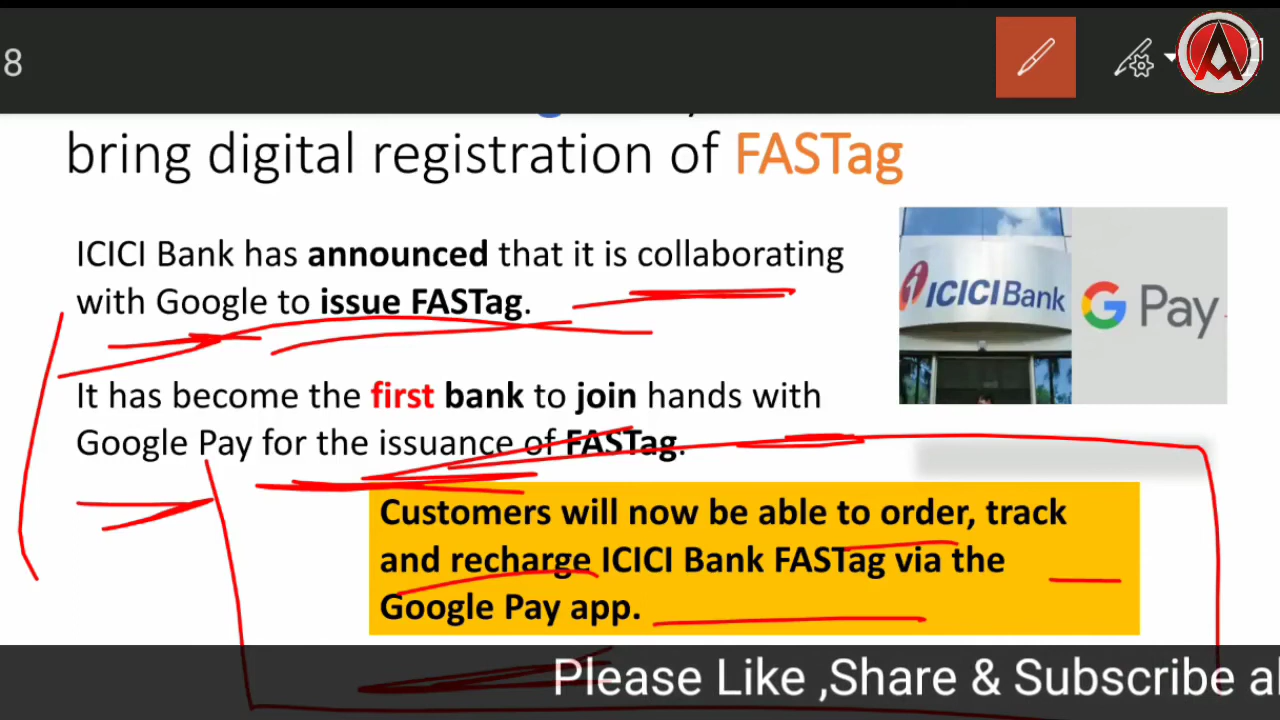 8
bring digital registration of FASTag
ICICI Bank has announced that it is collaborating
with Google to issue FASTag.
ICICI Bank
G Pay
It has become the first bank to join hands with
Google Pay for the issuance of FASTag.
Customers will now be able to order, track
and recharge ICICI Bank FASTag via the
Google Pay app.
Please Like ,Share & Subscribe